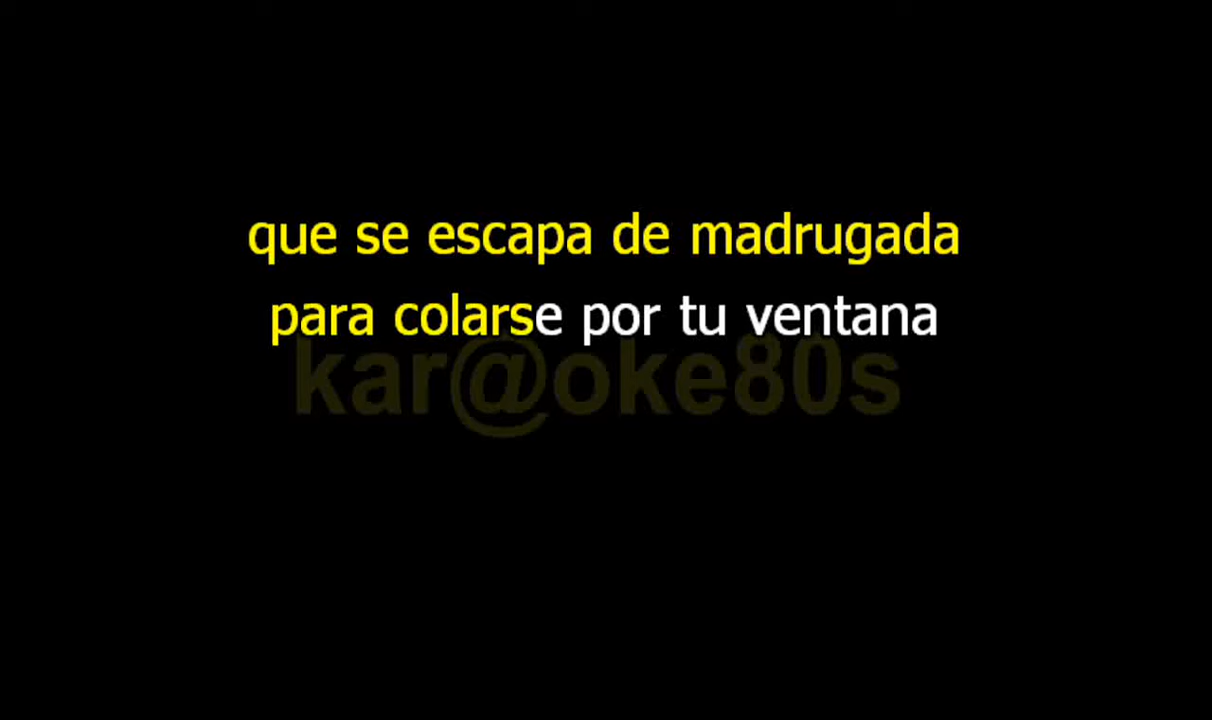 que se escapa de madrugada
para colarse por tu ventana
kar@oke80s